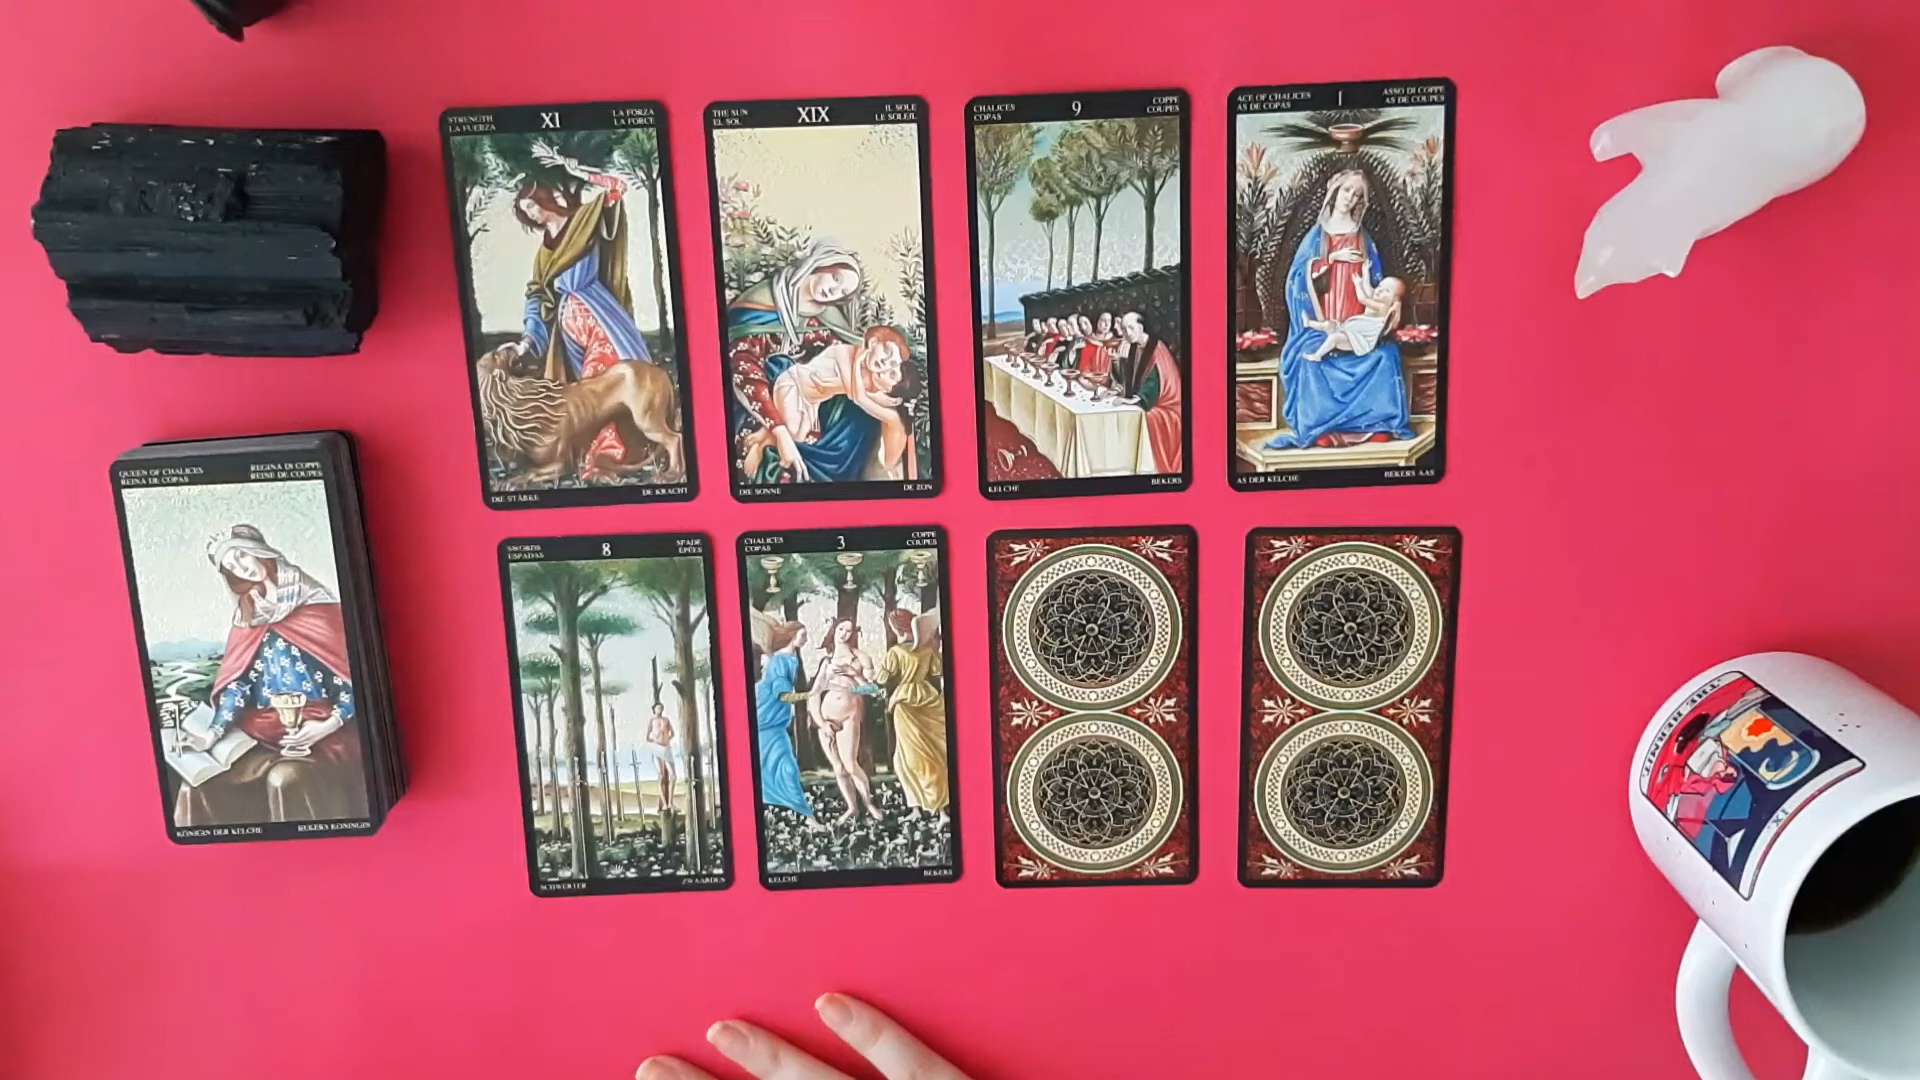 STRENGTH
LA FUERZA
XI
LA FORZA
LA FORCE
DIE STÄRKE
DE KRACHT
THE SUN
EL SOL
XIX
IL SOLE
LE SOLEIL
DIE SONNE
DE ZON
CHALICES
COPAS
9
COPPE
COUPES
KELCHE
BEKERS
ACE OF CHALICES
AS DE COPAS
I
ASSO DI COPPE
AS DE COUPES
AS DER KELCHE
BEKERS AAS
QUEEN OF CHALICES
REINA DE COPAS
REGINA DI COPPE
REINE DE COUPES
KÖNIGIN DER KELCHE
BEKERS KONINGIN
SWORDS
ESPADAS
8
SPADE
EPÉES
SCHWERTER
ZWAARDEN
CHALICES
COPAS
3
COPPE
COUPES
KELCHE
BEKERS
THE HERMIT
IX